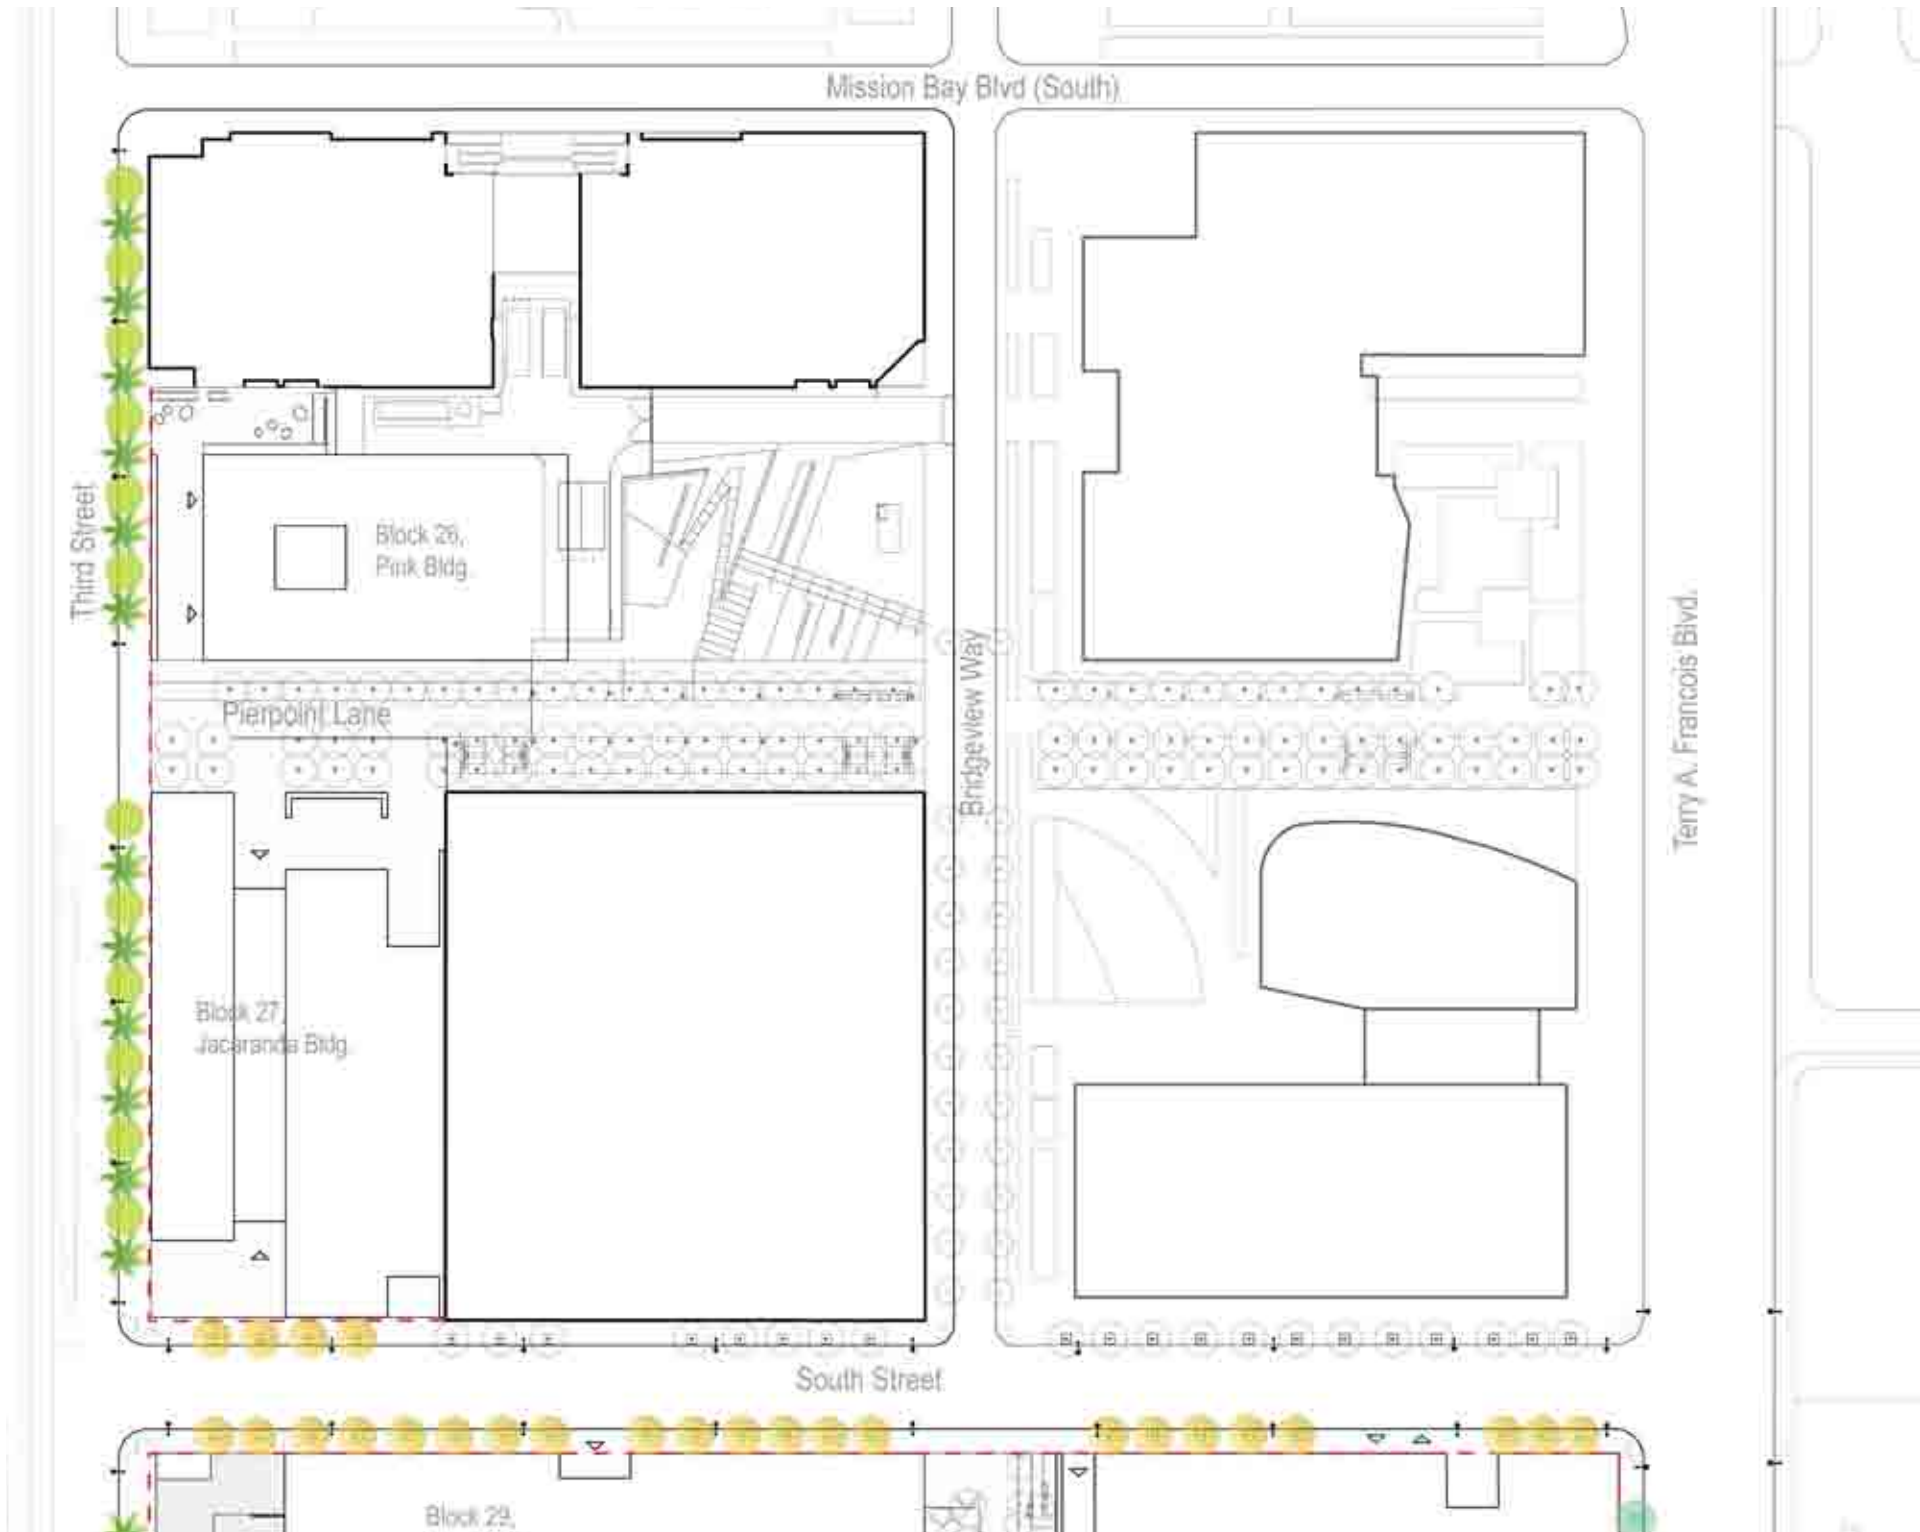 Mission Bay Blvd (South)
Third Street
Block 26,
Pink Bldg.
Bridgeview Way
Terry A. Francois Blvd.
Pierpoint Lane
Block 27,
Jacaranda Bldg.
South Street
Block 29,